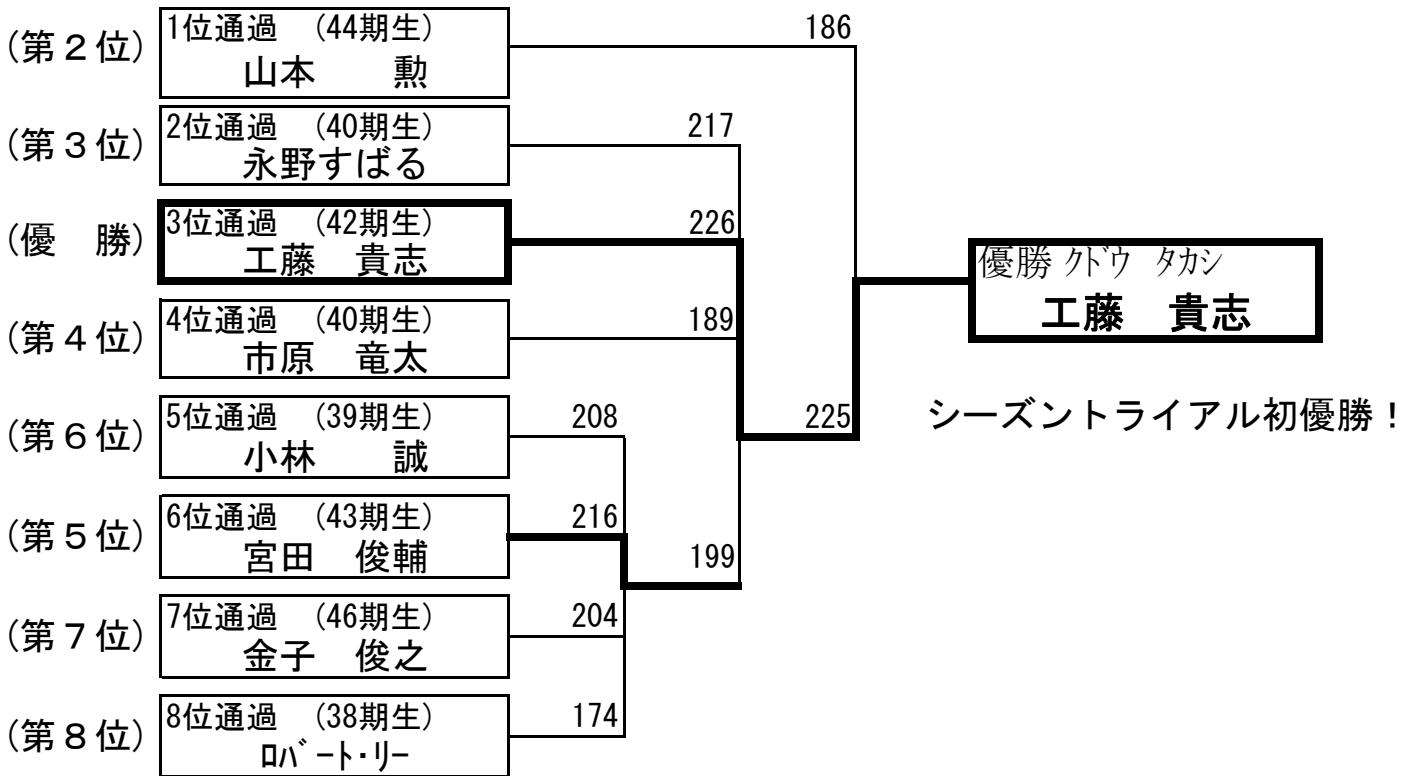 (第２位)
1位通過　(44期生)
山本　　勲
186
(第３位)
2位通過　(40期生)
永野すばる
217
(優　勝)
3位通過　(42期生)
工藤　貴志
226
優勝 ｸﾄﾞｳ ﾀｶｼ
工藤　貴志
(第４位)
4位通過　(40期生)
市原　竜太
189
(第６位)
5位通過　(39期生)
小林　　誠
208
225
シーズントライアル初優勝！
(第５位)
6位通過　(43期生)
宮田　俊輔
216
199
(第７位)
7位通過　(46期生)
金子　俊之
204
(第８位)
8位通過　(38期生)
ﾛﾊﾞｰﾄ･ﾘｰ
174